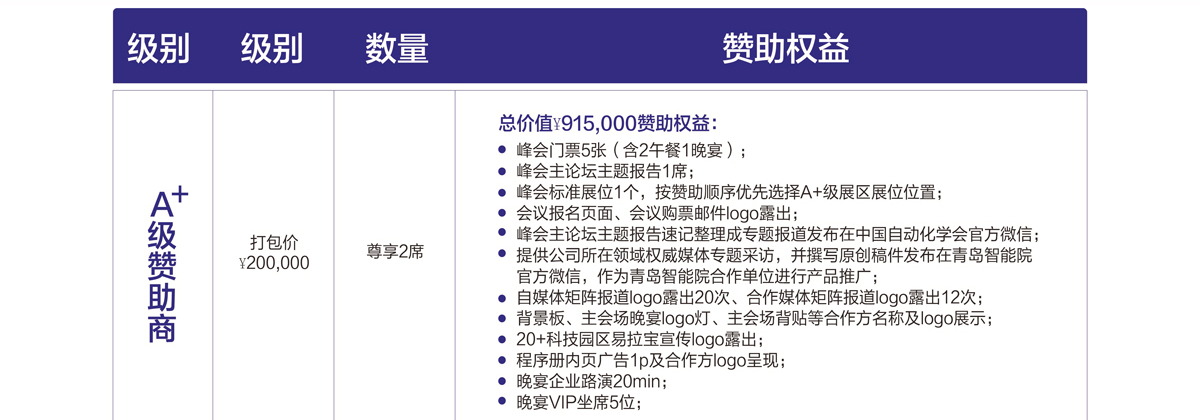 级别 级别 数量 赞助权益
A+级赞助商
打包价
¥200,000
尊享2席
总价值¥915,000赞助权益：
● 峰会门票5张（含2午餐1晚宴）；
● 峰会主论坛主题报告1席；
● 峰会标准展位1个，按赞助顺序优先选择A+级展区展位位置；
● 会议报名页面、会议购票邮件logo露出；
● 峰会主论坛主题报告速记整理成专题报道发布在中国自动化学会官方微信；
● 提供公司所在领域权威媒体专题采访，并撰写原创稿件发布在青岛智能院
官方微信，作为青岛智能院合作单位进行产品推广；
● 自媒体矩阵报道logo露出20次、合作媒体矩阵报道logo露出12次；
● 背景板、主会场晚宴logo灯、主会场背贴等合作方名称及logo展示；
● 20+科技园区易拉宝宣传logo露出；
● 程序册内页广告1p及合作方logo呈现；
● 晚宴企业路演20min；
● 晚宴VIP坐席5位；